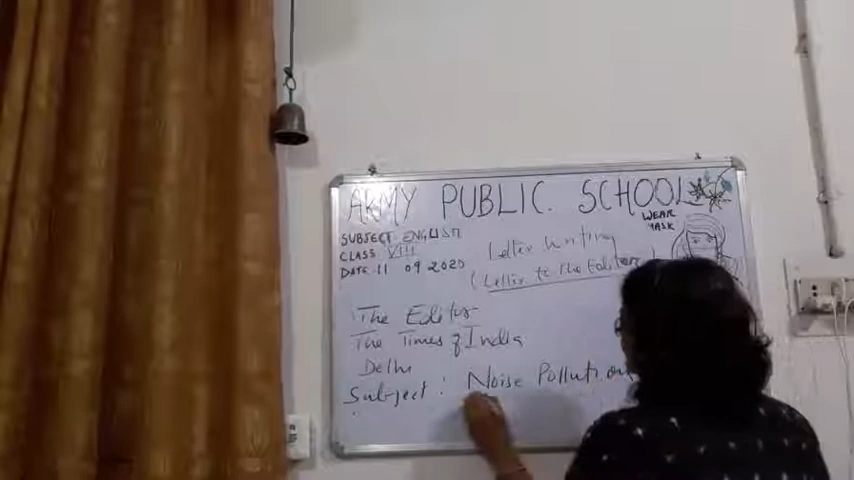 ARMY PUBLIC SCHOOL
WEAR
MASK
SUBJECT: ENGLISH
CLASS VIII
DATE: 11 09 2020
Letter Writing
(Letter to the Editor
The Editor
The Times of India
Delhi
Subject : Noise Pollution